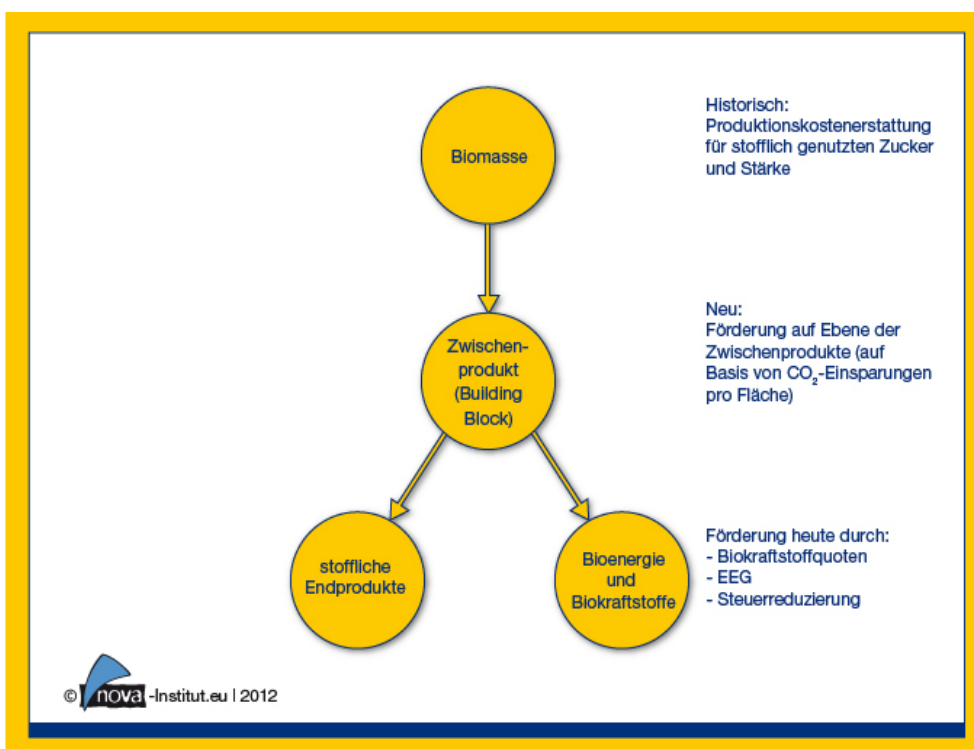 Biomasse
Historisch:
Produktionskostenerstattung
für stofflich genutzten Zucker
und Stärke
Zwischen-
produkt
(Building
Block)
Neu:
Förderung auf Ebene der
Zwischenprodukte (auf
Basis von CO₂-Einsparungen
pro Fläche)
stoffliche
Endprodukte
Bioenergie
und
Biokraftstoffe
Förderung heute durch:
- Biokraftstoffquoten
- EEG
- Steuerreduzierung
© nova-Institut.eu | 2012